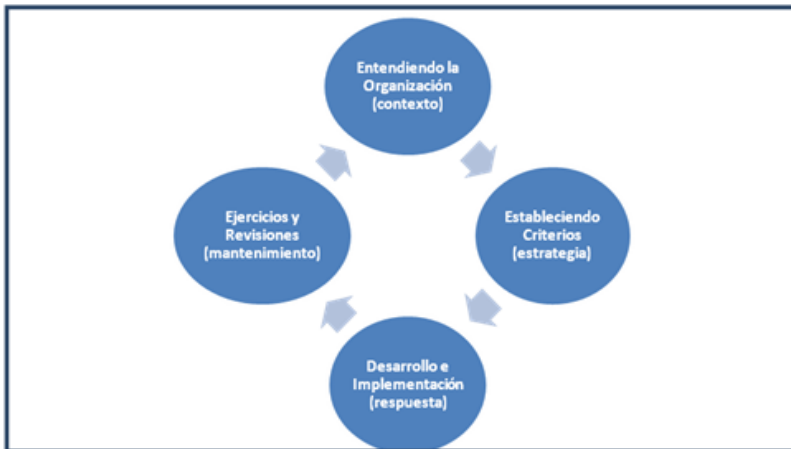 Entendiendo la
Organización
(contexto)
Estableciendo
Criterios
(estrategia)
Desarrollo e
Implementación
(respuesta)
Ejercicios y
Revisiones
(mantenimiento)